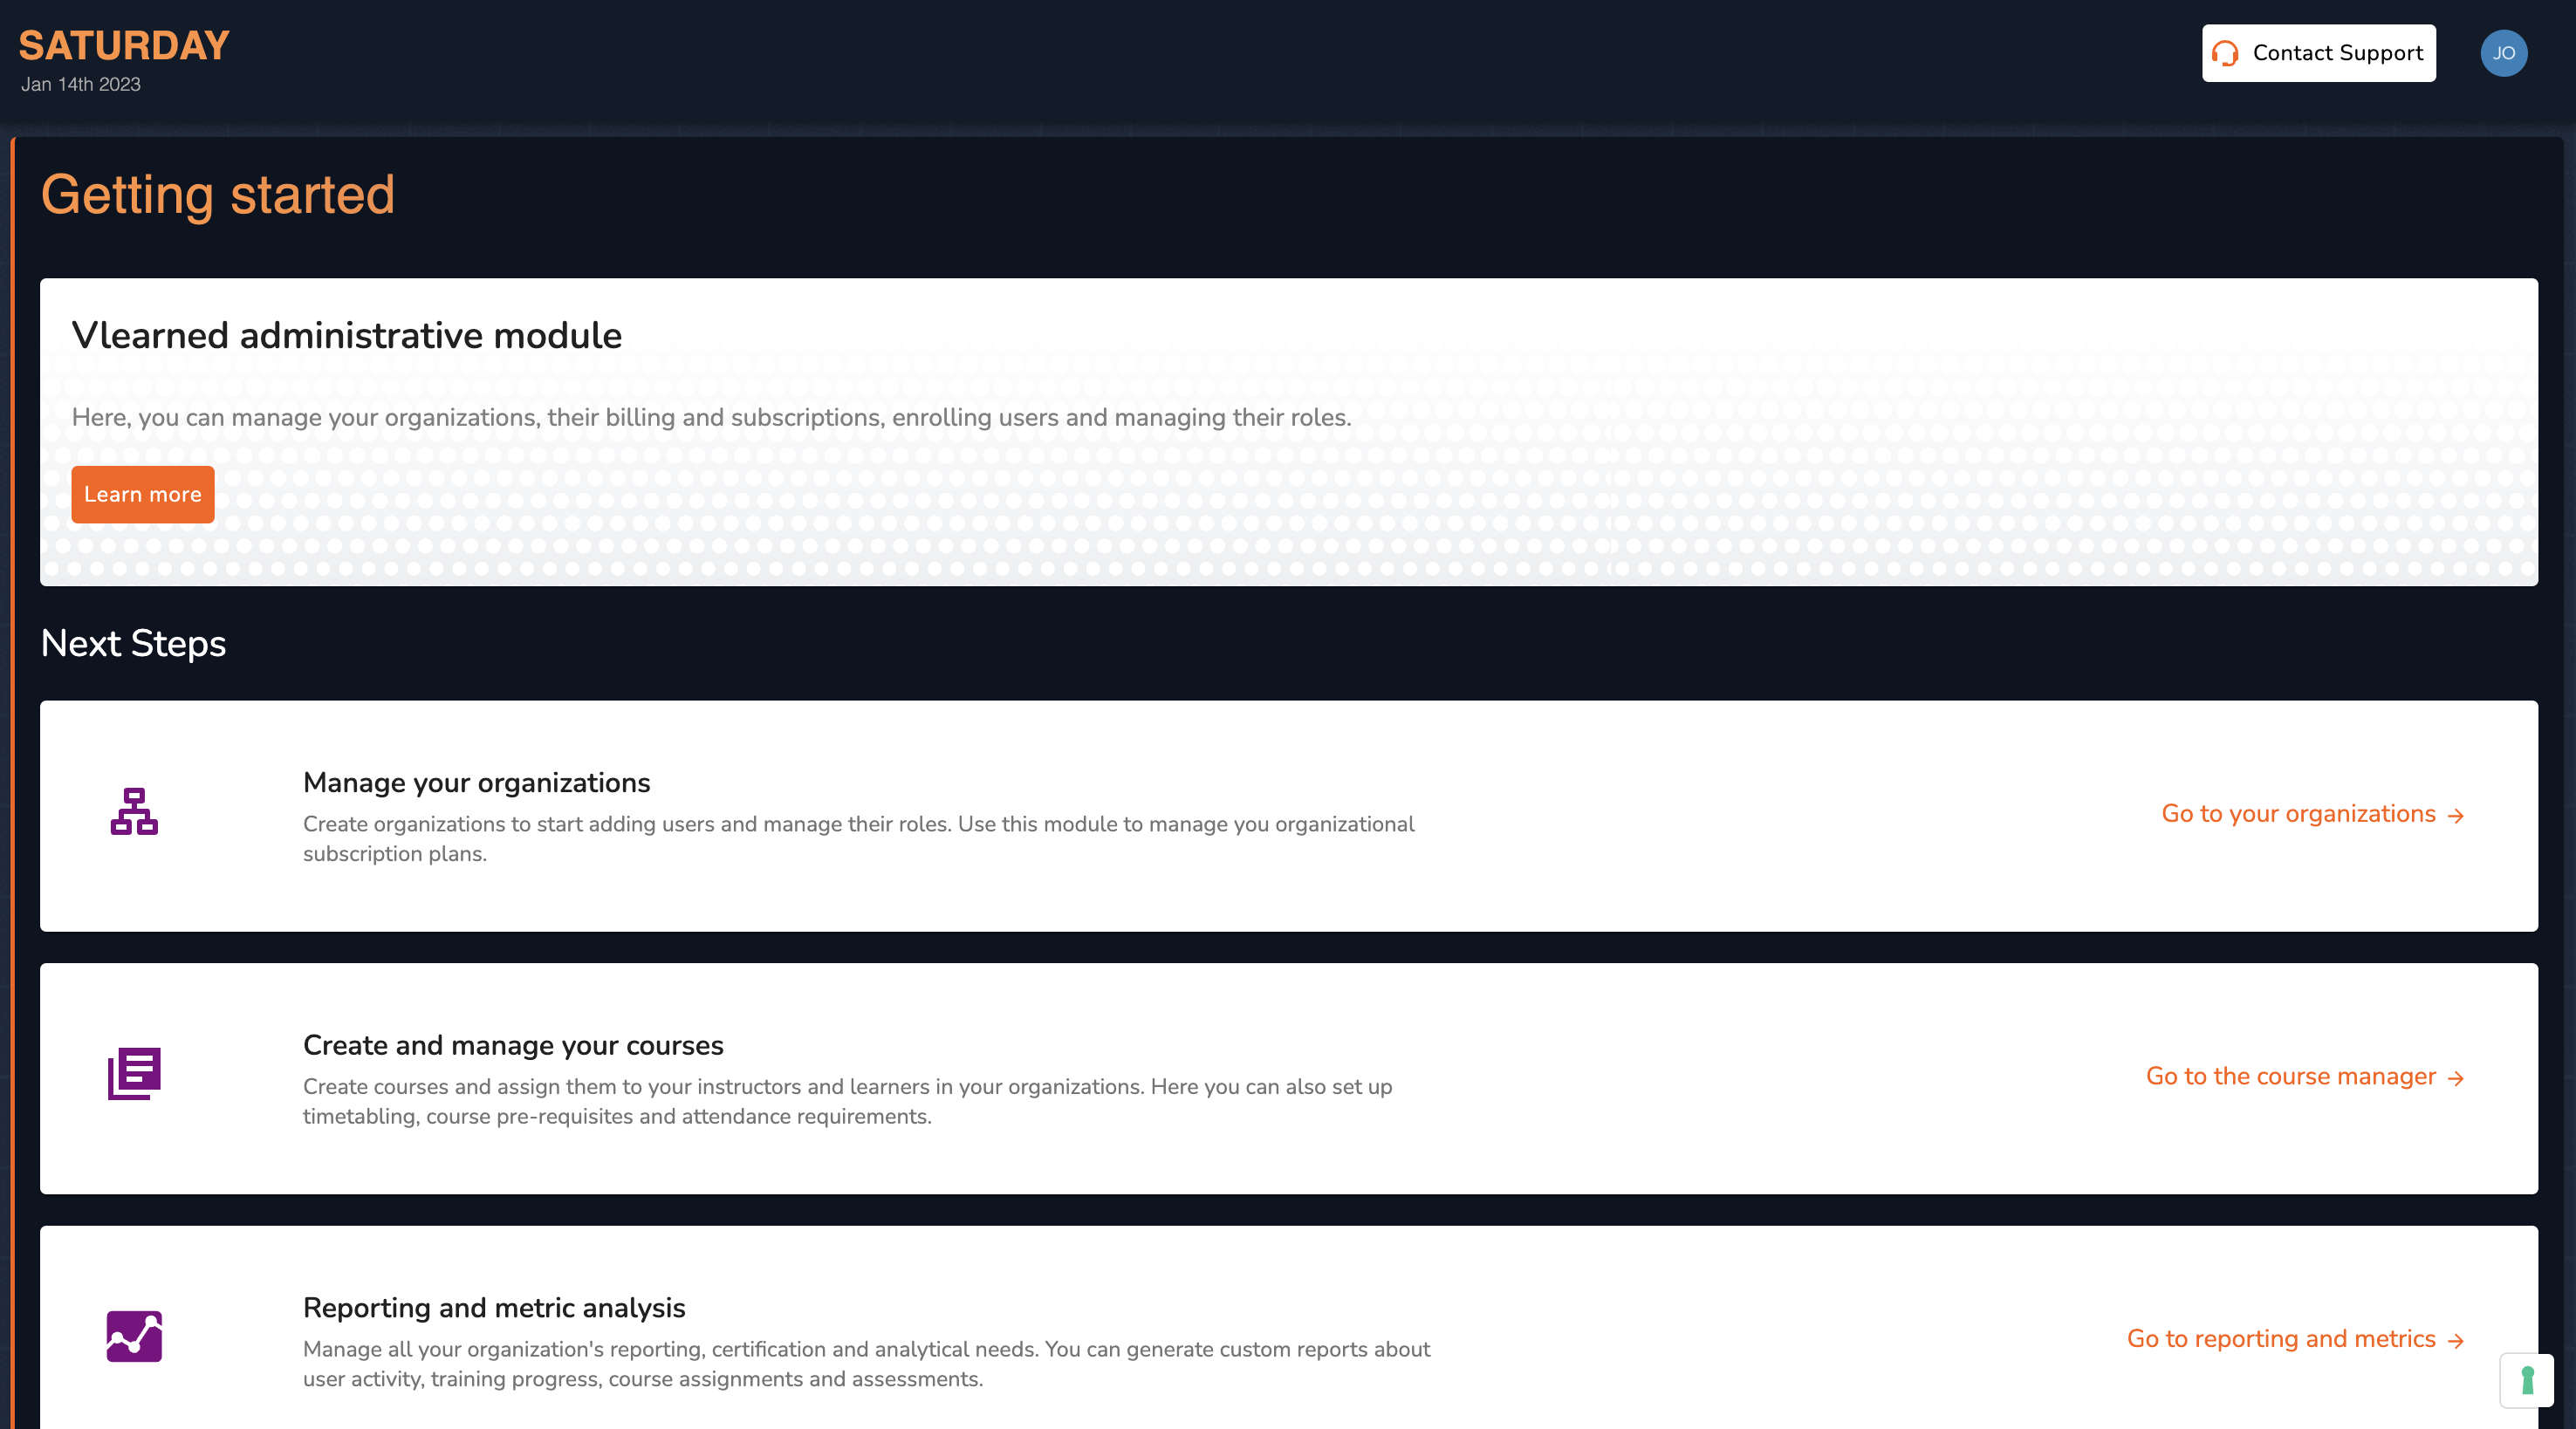 SATURDAY
Jan 14th 2023
Contact Support
JO
Getting started
Vlearned administrative module
Here, you can manage your organizations, their billing and subscriptions, enrolling users and managing their roles.
Learn more
Next Steps
Manage your organizations
Create organizations to start adding users and manage their roles. Use this module to manage you organizational
subscription plans.
Go to your organizations →
Create and manage your courses
Create courses and assign them to your instructors and learners in your organizations. Here you can also set up
timetabling, course pre-requisites and attendance requirements.
Go to the course manager →
Reporting and metric analysis
Manage all your organization's reporting, certification and analytical needs. You can generate custom reports about
user activity, training progress, course assignments and assessments.
Go to reporting and metrics →